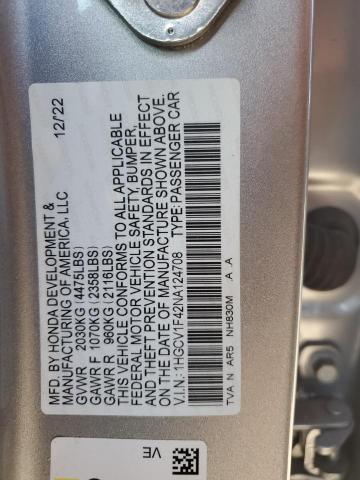 MFD. BY HONDA DEVELOPMENT & 12/22
MANUFACTURING OF AMERICA, LLC
GVWR 2030KG (4475LBS)
GAWR F 1070KG (2358LBS)
GAWR R 960KG (2116LBS)
THIS VEHICLE CONFORMS TO ALL APPLICABLE
FEDERAL MOTOR VEHICLE SAFETY, BUMPER,
AND THEFT PREVENTION STANDARDS IN EFFECT
ON THE DATE OF MANUFACTURE SHOWN ABOVE.
V.I.N.: 1HGCV1F42NA124708 TYPE: PASSENGER CAR
TVA N AR5 NH830M A A
VE